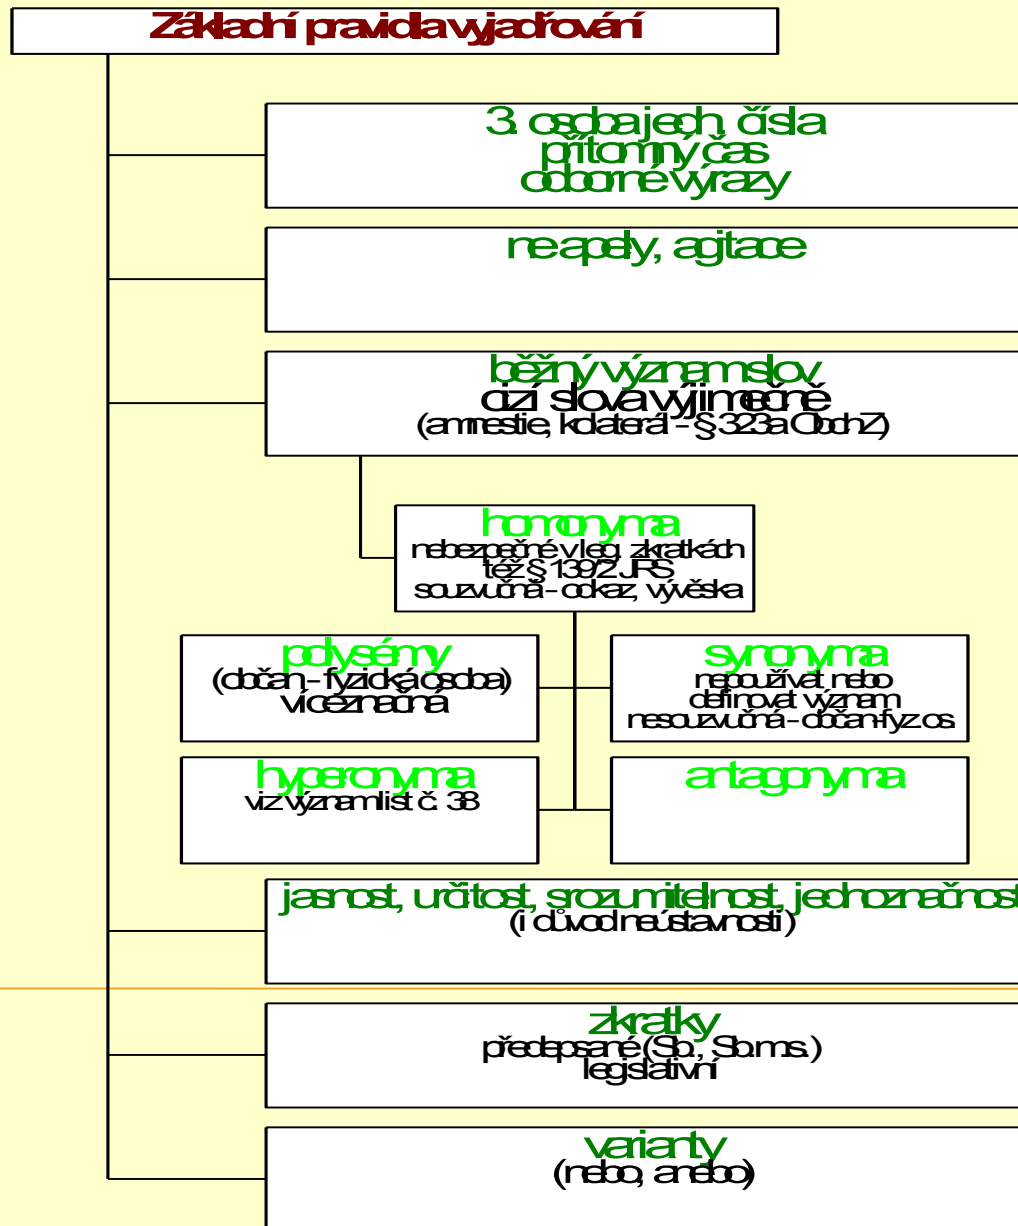 Základní pravidla vyjadřování
3. osoba jedn. čísla
přítomný čas
odborné výrazy
ne apely, agitace
běžný význam slov
cizí slova výjimečně
(amnestie, kolaterál - § 323a ObchZ)
homonyma
nebezpečné v leg. zkratkách
též § 139/2 JŘS
souzvučná - odkaz, vývěska
polysémy
(občan - fyzická osoba)
víceznačná
synonyma
nepoužívat nebo
definovat význam
nesouzvučná - občan-fyz. os.
hyperonyma
viz význam list č. 38
antagonyma
jasnost, určitost, srozumitelnost, jednoznačnost
(i důvod neústavnosti)
zkratky
předepsané (Sb., Sb.m.s.)
legislativní
varianty
(nebo, anebo)